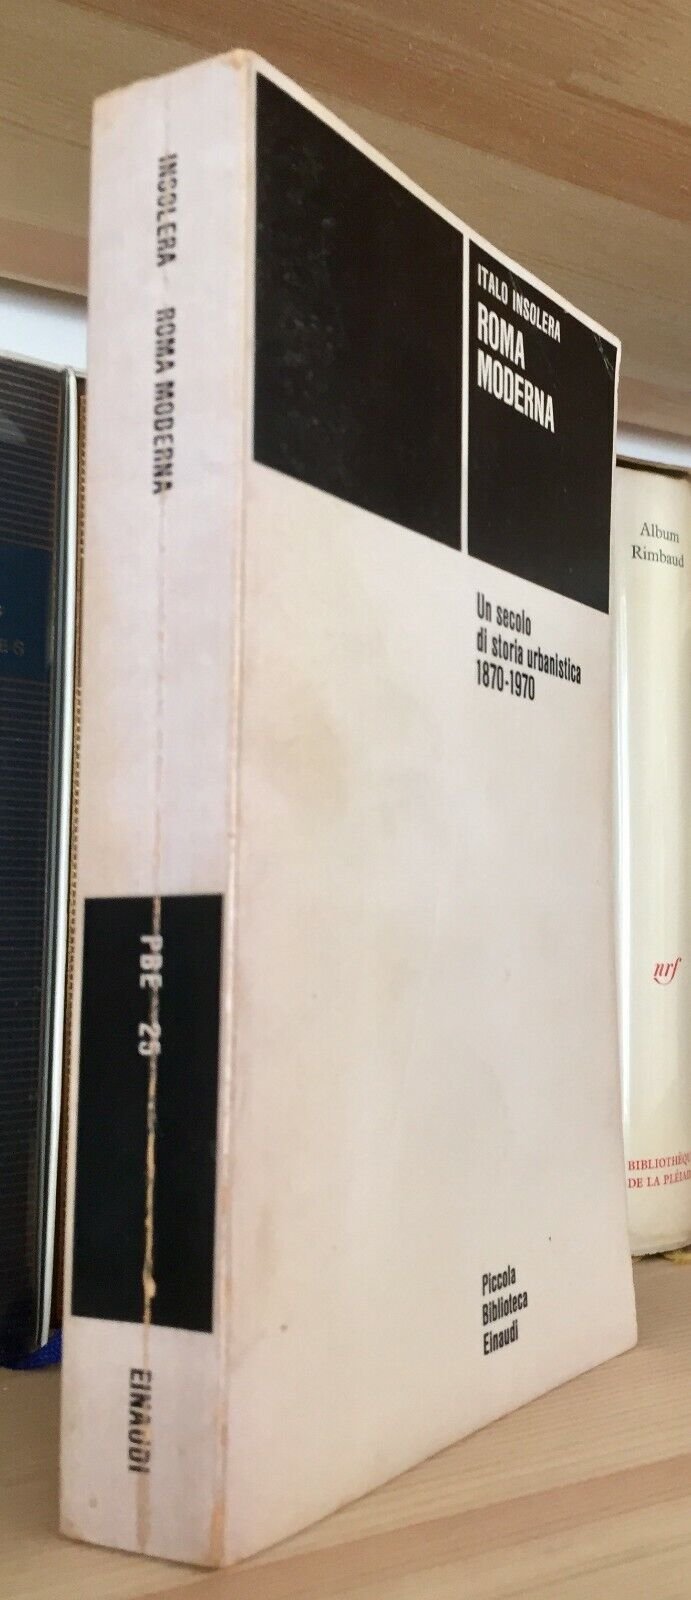 INSOLERA ROMA MODERNA
PBE 25
EINAUDI
ITALO INSOLERA
ROMA
MODERNA
Un secolo
di storia urbanistica
1870-1970
Piccola
Biblioteca
Einaudi
Album
Rimbaud
nrf
BIBLIOTHÈQU
DE LA PLÉIAD